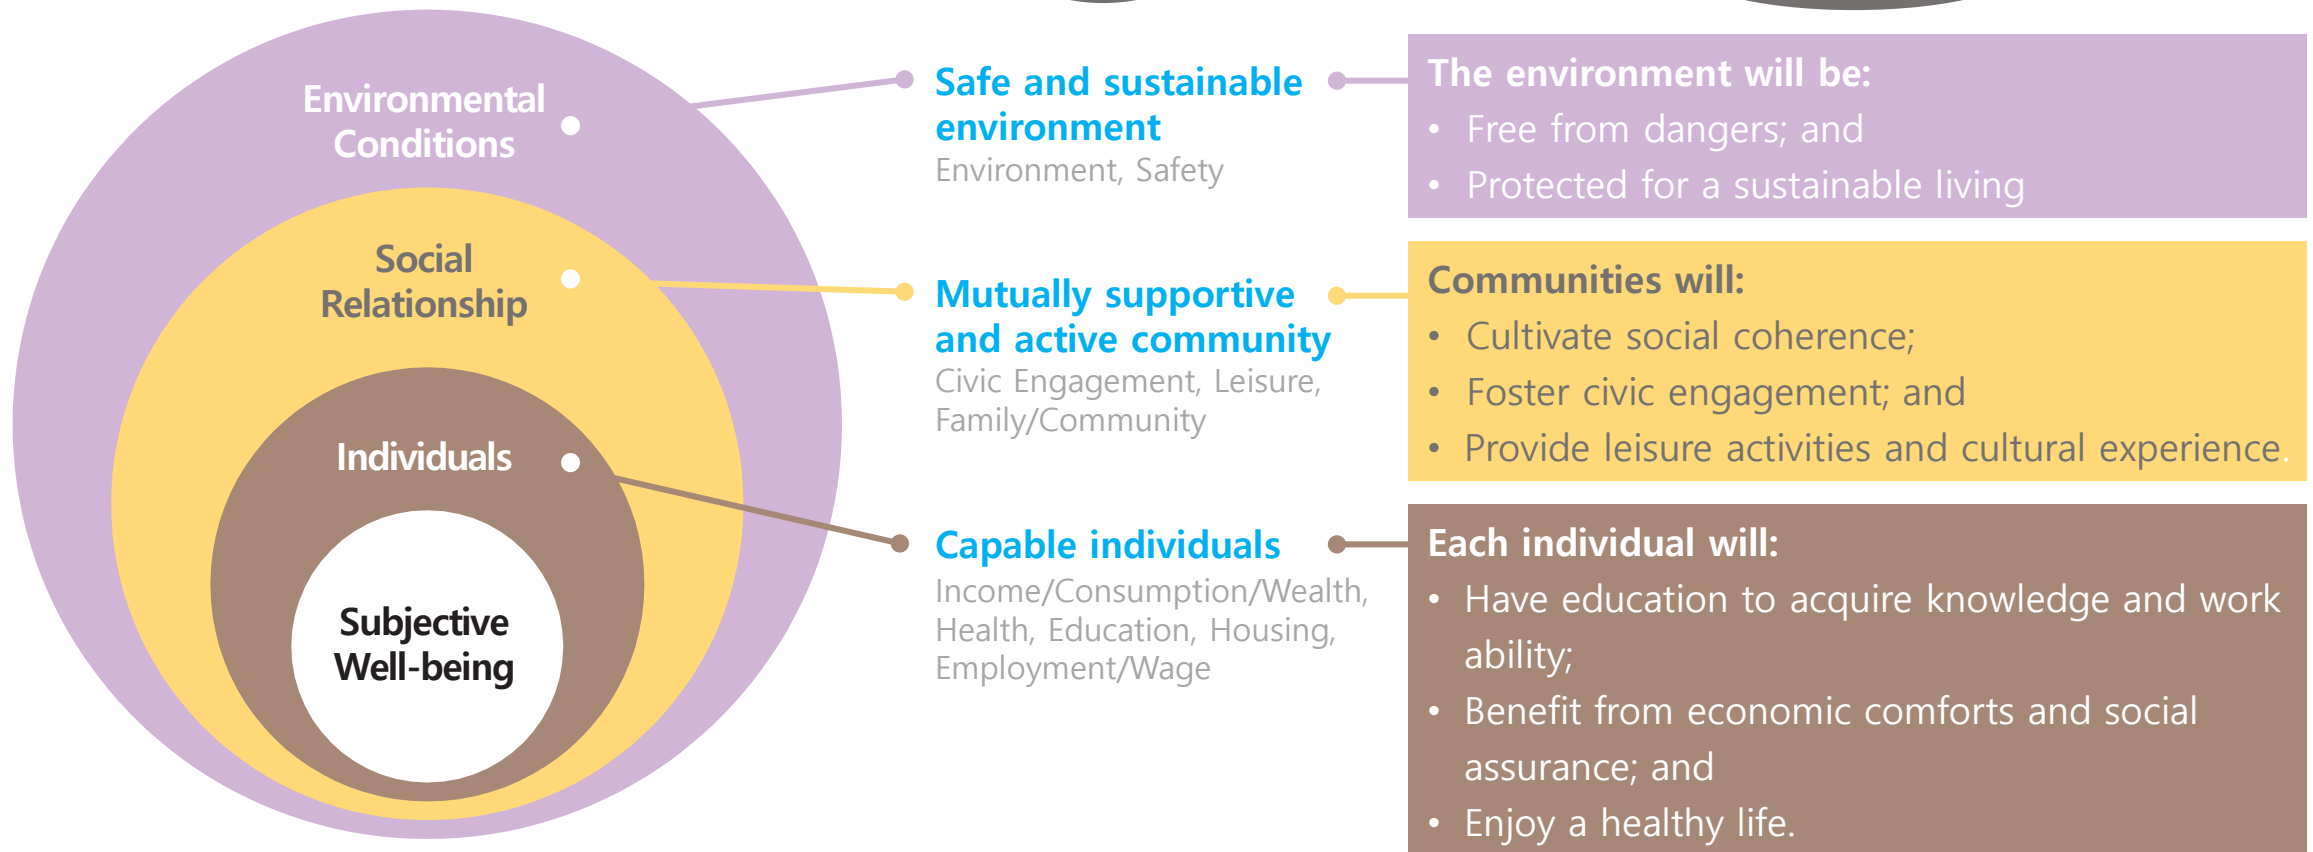 Environmental
Conditions
Social
Relationship
Individuals
Subjective
Well-being
Safe and sustainable
environment
Environment, Safety
Mutually supportive
and active community
Civic Engagement, Leisure,
Family/Community
Capable individuals
Income/Consumption/Wealth,
Health, Education, Housing,
Employment/Wage
The environment will be:
• Free from dangers; and
• Protected for a sustainable living
Communities will:
• Cultivate social coherence;
• Foster civic engagement; and
• Provide leisure activities and cultural experience.
Each individual will:
• Have education to acquire knowledge and work
ability;
• Benefit from economic comforts and social
assurance; and
• Enjoy a healthy life.